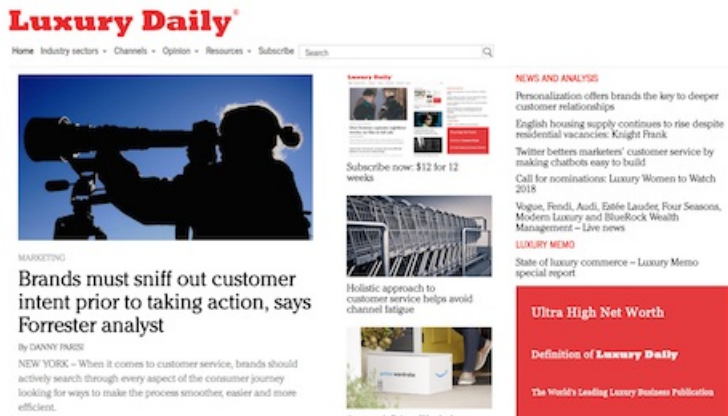 Luxury Daily®
Home Industry sectors Channels Opinion Resources Subscribe Search
MARKETING
Brands must sniff out customer
intent prior to taking action, says
Forrester analyst
By DANNY PARISI
NEW YORK – When it comes to customer service, brands should
actively search through every aspect of the consumer journey
looking for ways to make the process smoother, easier and more
efficient.
Luxury Daily
Subscribe now: $12 for 12
weeks
Holistic approach to
customer service helps avoid
channel fatigue
NEWS AND ANALYSIS
Personalization offers brands the key to deeper
customer relationships
English housing supply continues to rise despite
residential vacancies: Knight Frank
Twitter betters marketers' customer service by
making chatbots easy to build
Call for nominations: Luxury Women to Watch
2018
Vogue, Fendi, Audi, Estée Lauder, Four Seasons,
Modern Luxury and BlueRock Wealth
Management – Live news
LUXURY MEMO
State of luxury commerce – Luxury Memo
special report
Ultra High Net Worth
Definition of Luxury Daily
The World's Leading Luxury Business Publication